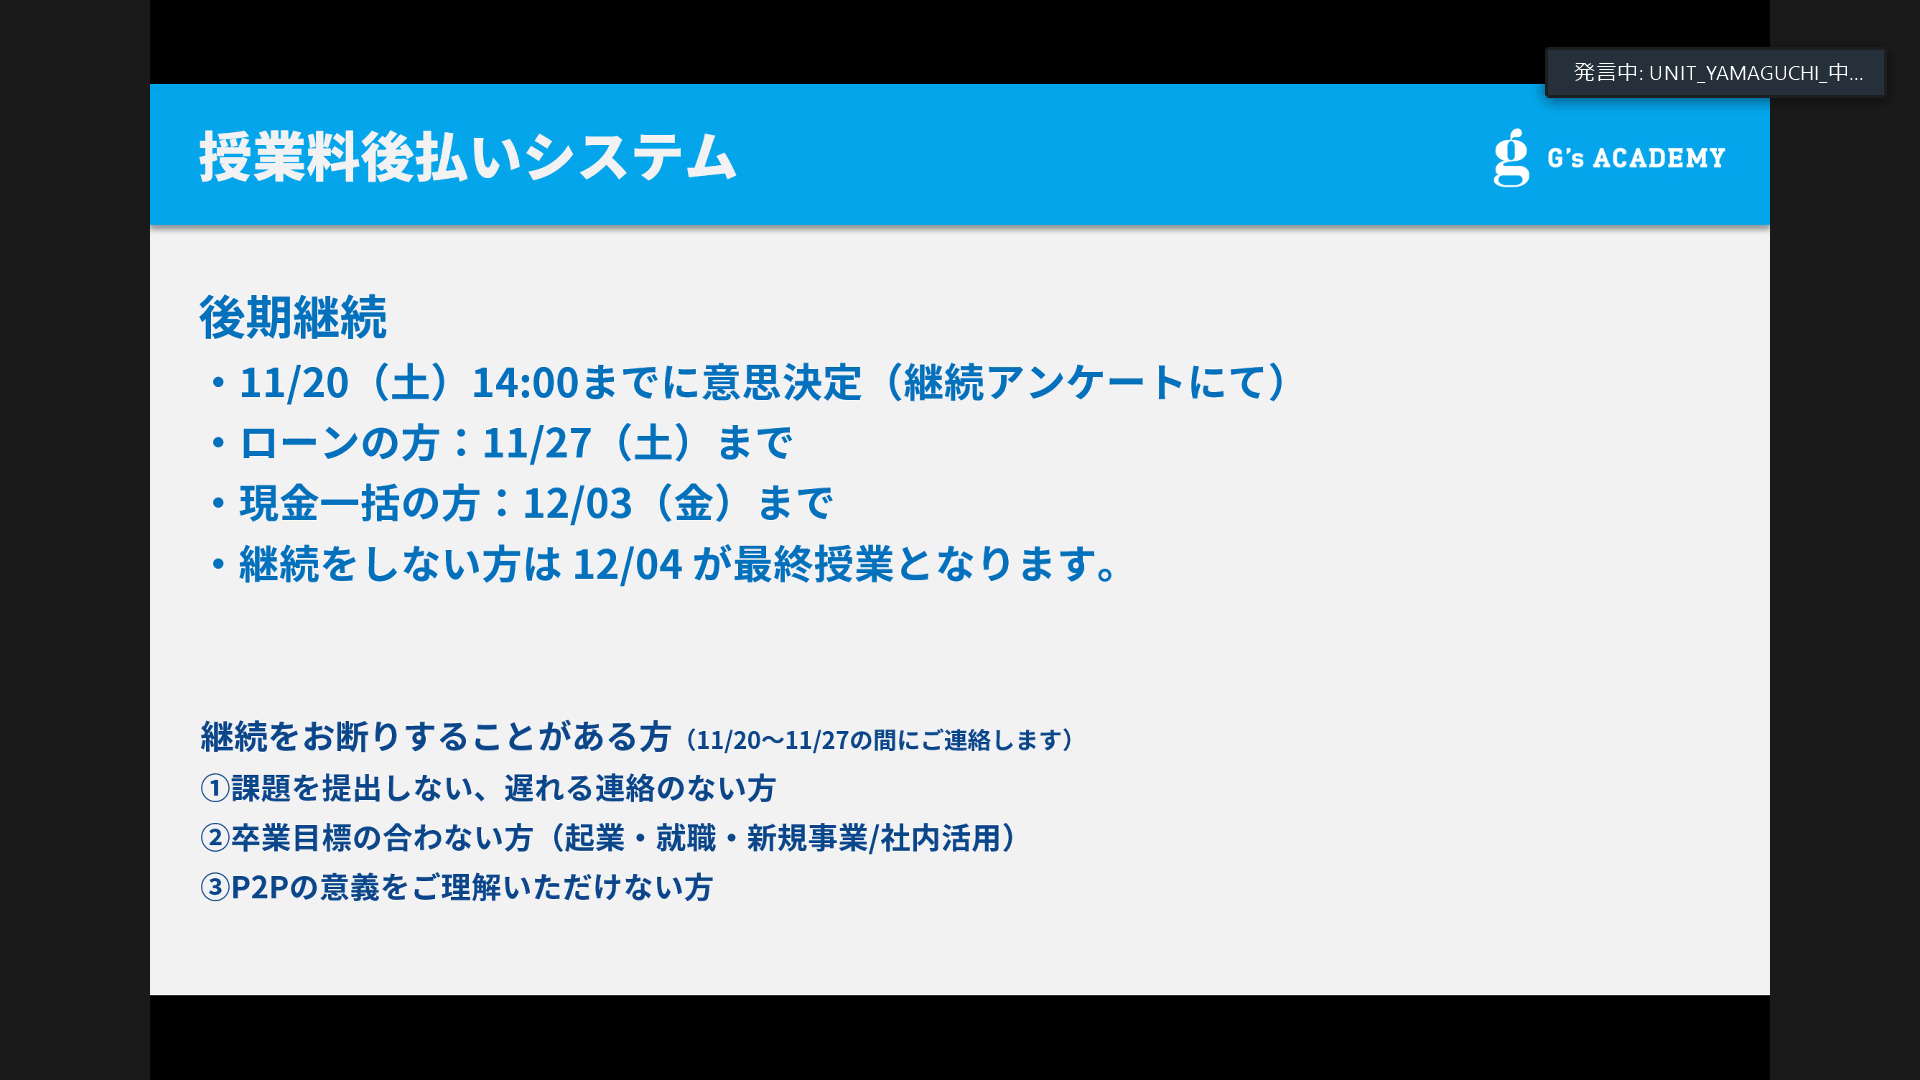 発言中: UNIT_YAMAGUCHI_中...
授業料後払いシステム
g G's ACADEMY
後期継続
・11/20（土）14:00までに意思決定（継続アンケートにて）
・ローンの方：11/27（土）まで
・現金一括の方：12/03（金）まで
・継続をしない方は 12/04 が最終授業となります。
継続をお断りすることがある方（11/20～11/27の間にご連絡します）
①課題を提出しない、遅れる連絡のない方
②卒業目標の合わない方（起業・就職・新規事業/社内活用）
③P2Pの意義をご理解いただけない方